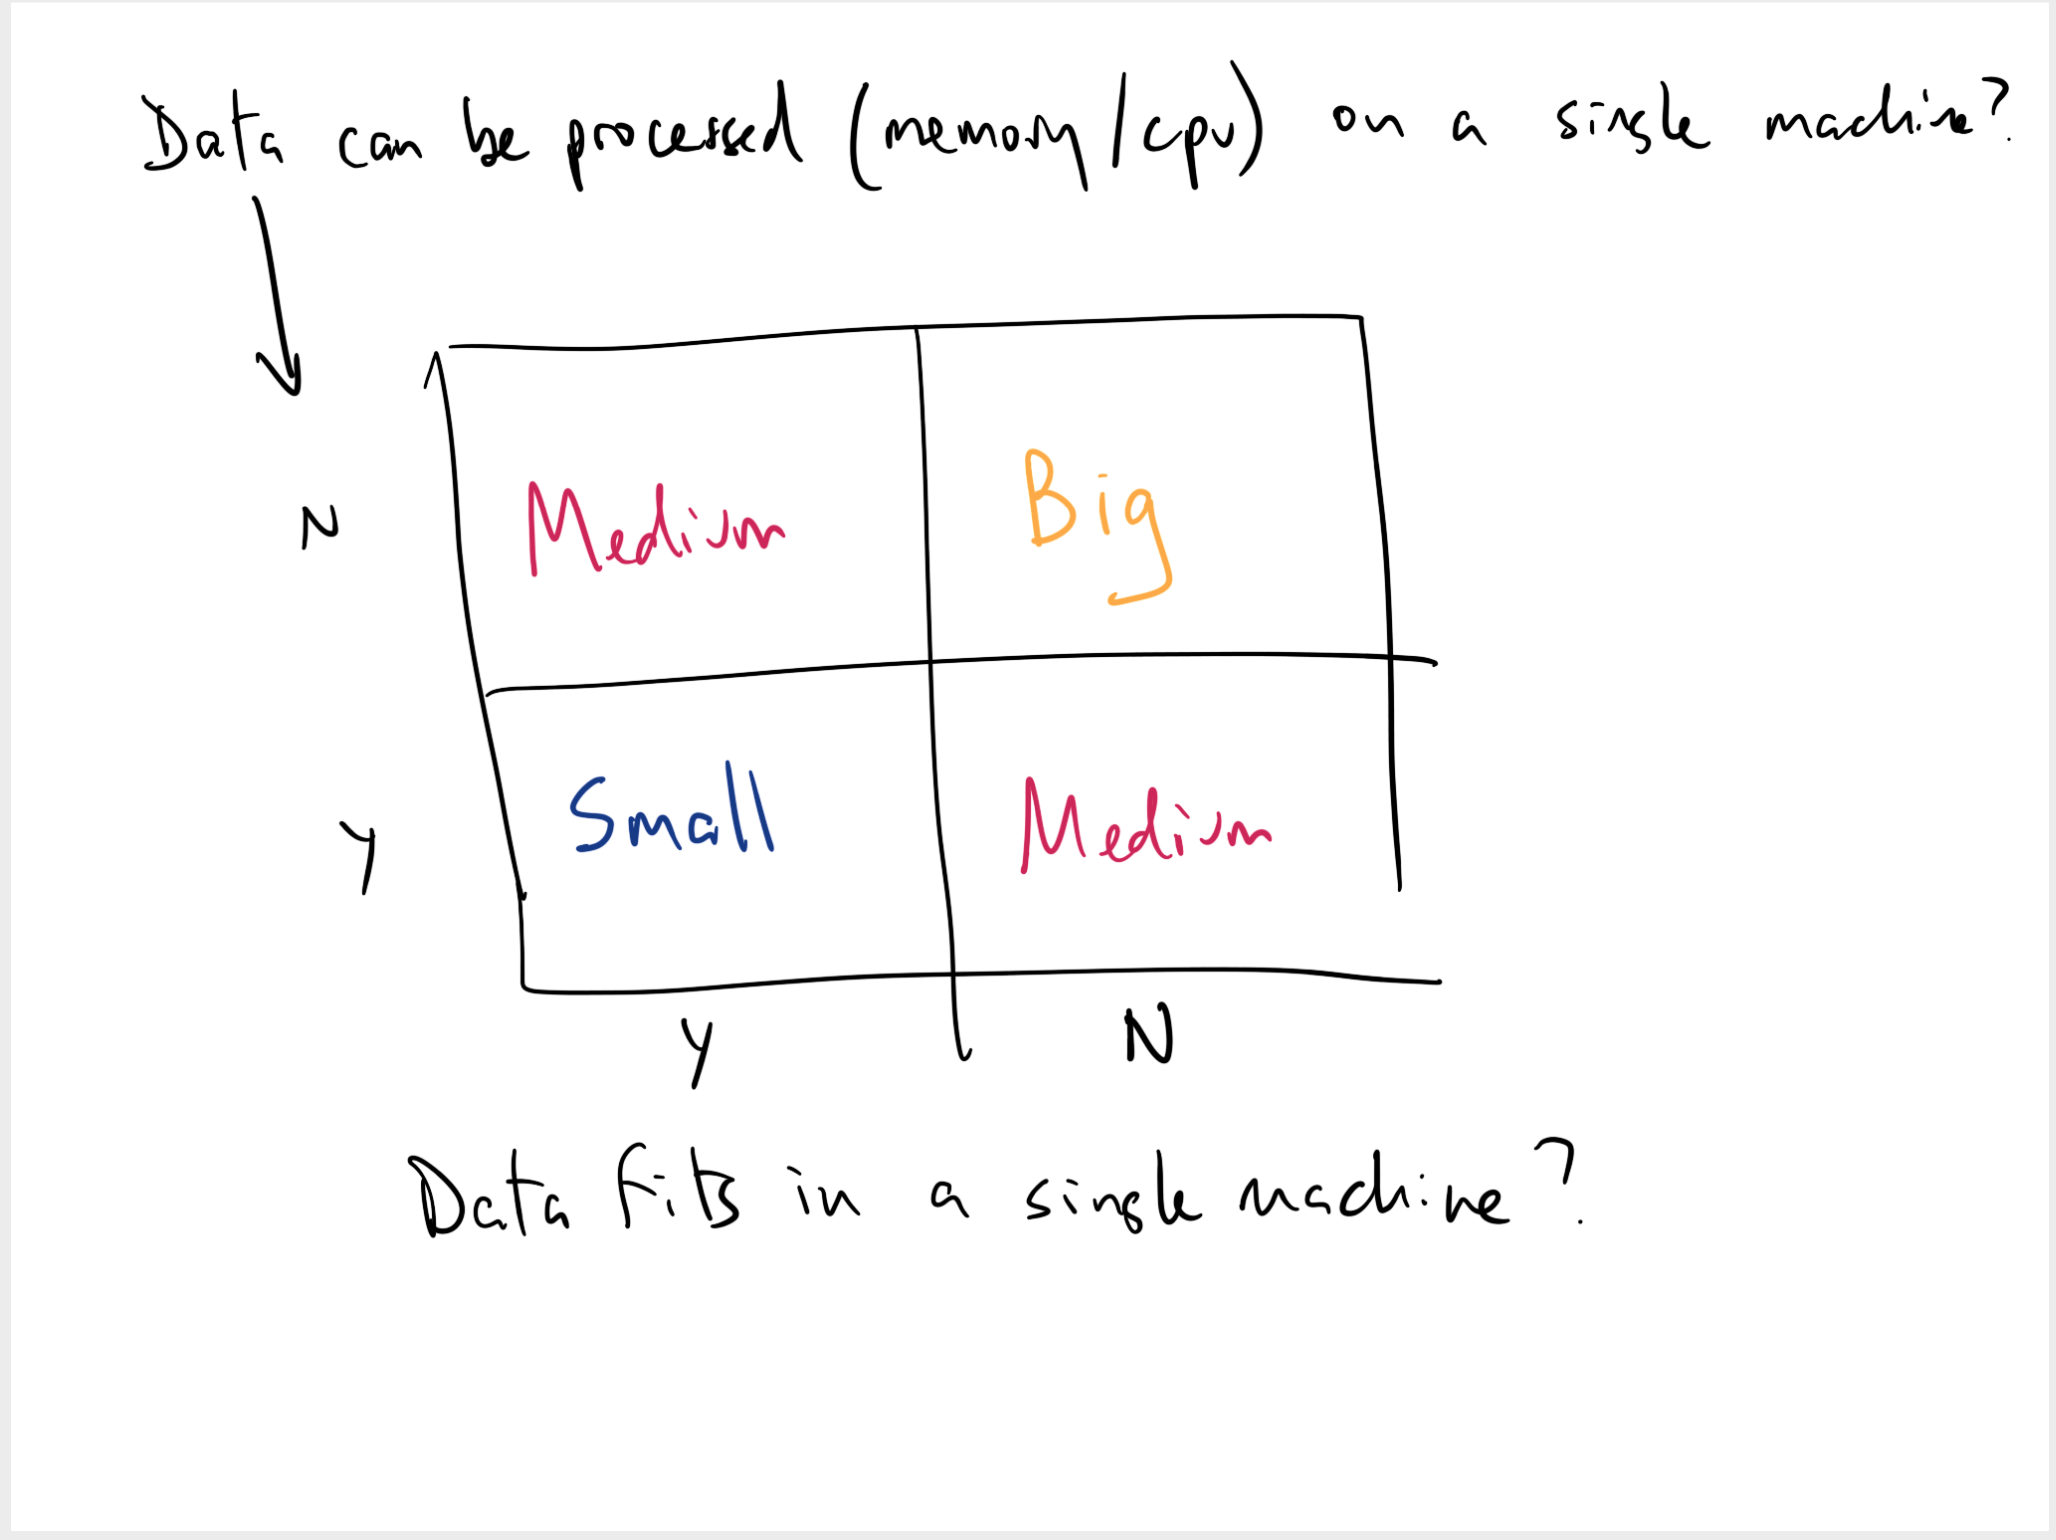 Data can be processed (memory/cpu) on a single machine?
N
Medium
Big
Y
Small
Medium
Y
N
Data fits in a single machine?